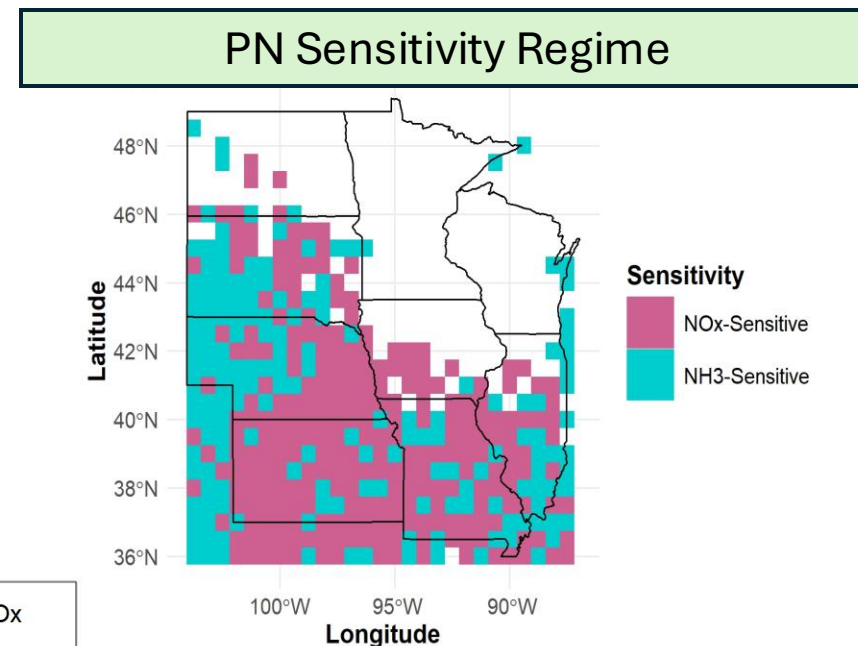 PN Sensitivity Regime
48°N
46°N
44°N
42°N
40°N
38°N
36°N
Latitude
100°W 95°W 90°W
Longitude
Sensitivity
NOx-Sensitive
NH3-Sensitive
Ox